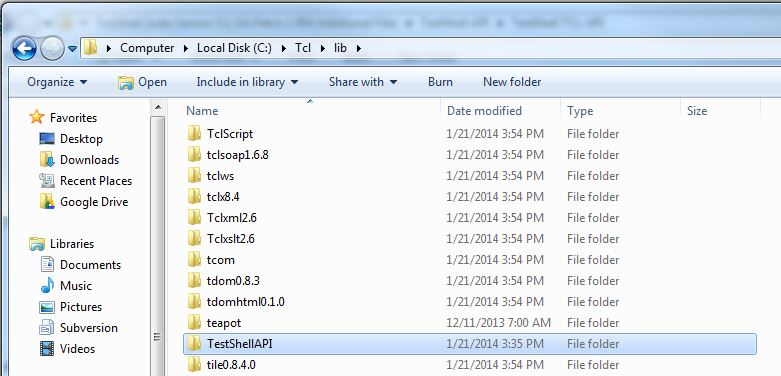 Computer ▸ Local Disk (C:) ▸ Tcl ▸ lib ▸
Organize Open Include in library Share with Burn New folder
Name Date modified Type Size
Favorites
Desktop
Downloads
Recent Places
Google Drive
Libraries
Documents
Music
Pictures
Subversion
Videos
TclScript 1/21/2014 3:54 PM File folder
tclsoap1.6.8 1/21/2014 3:54 PM File folder
tclws 1/21/2014 3:54 PM File folder
tclx8.4 1/21/2014 3:54 PM File folder
Tclxml2.6 1/21/2014 3:54 PM File folder
Tclxslt2.6 1/21/2014 3:54 PM File folder
tcom 1/21/2014 3:54 PM File folder
tdom0.8.3 1/21/2014 3:54 PM File folder
tdomhtml0.1.0 1/21/2014 3:54 PM File folder
teapot 12/11/2013 7:00 AM File folder
TestShellAPI 1/21/2014 3:35 PM File folder
tile0.8.4.0 1/21/2014 3:54 PM File folder